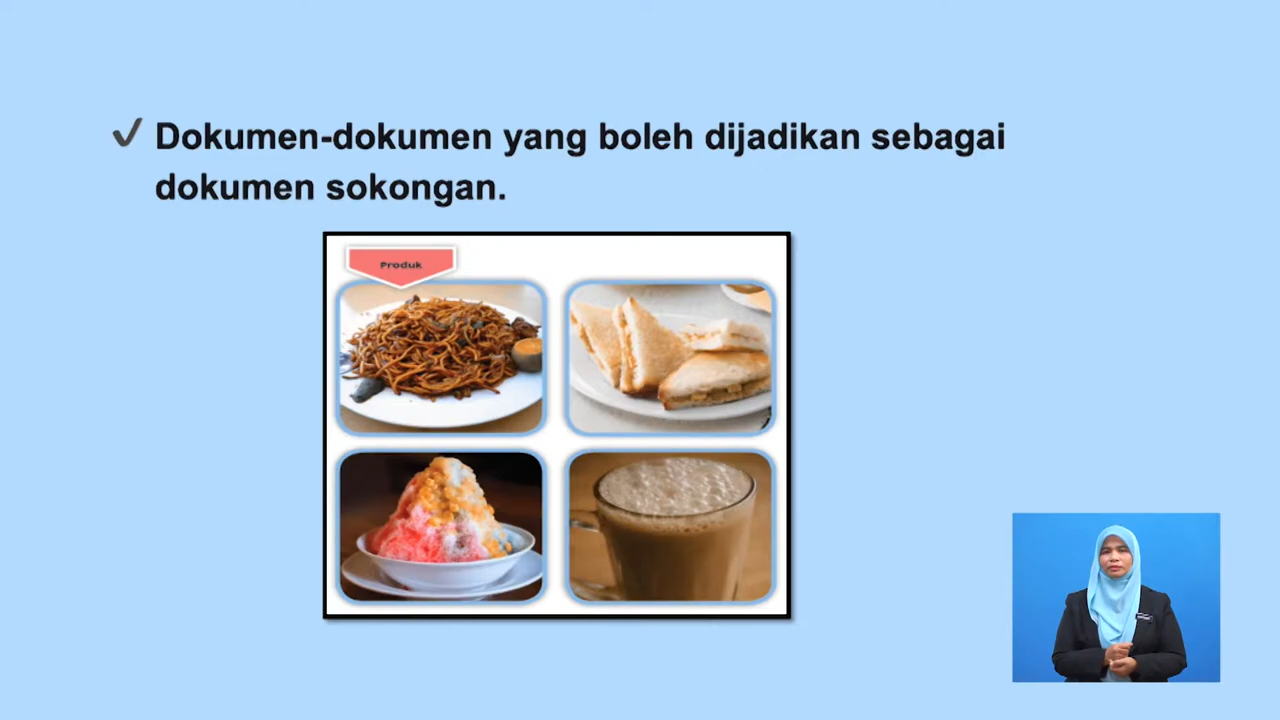 Dokumen-dokumen yang boleh dijadikan sebagai
dokumen sokongan.
Produk